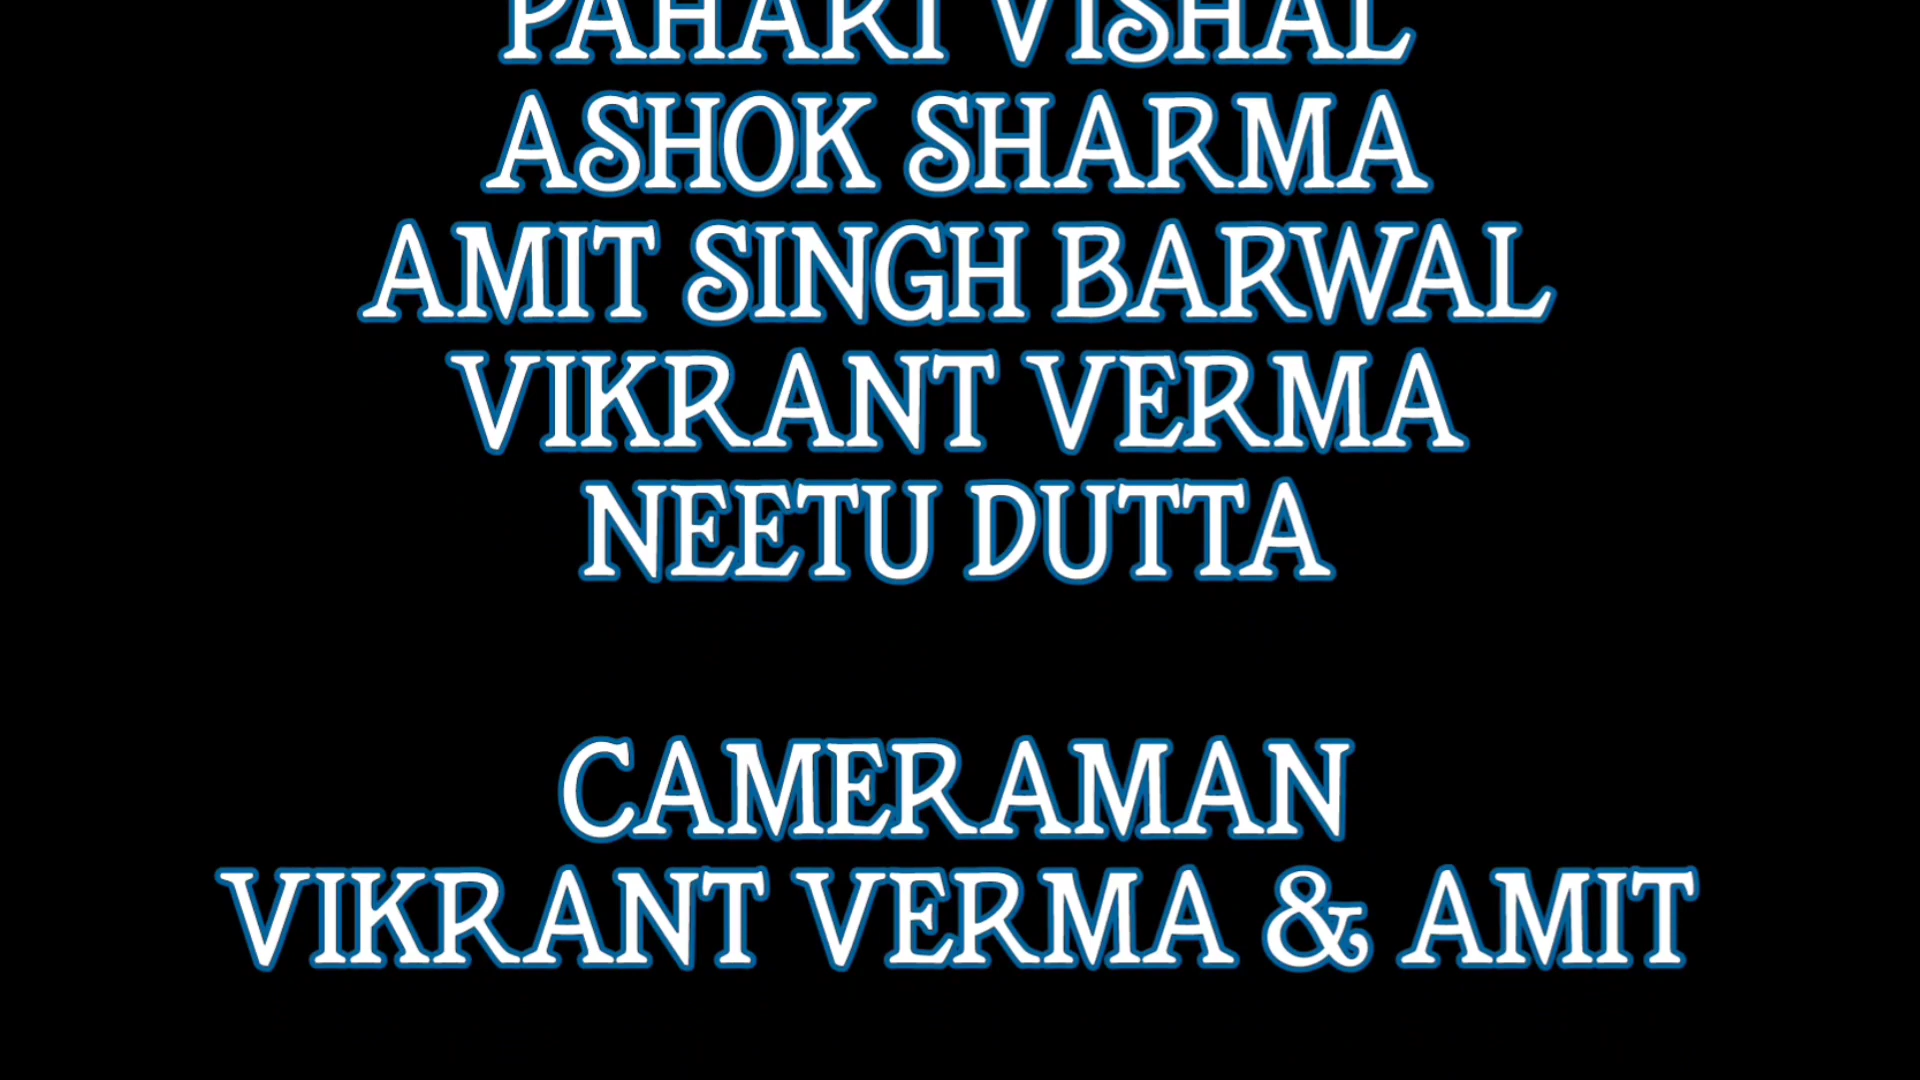 PAHARI VISHAL
ASHOK SHARMA
AMIT SINGH BARWAL
VIKRANT VERMA
NEETU DUTTA
CAMERAMAN
VIKRANT VERMA & AMIT